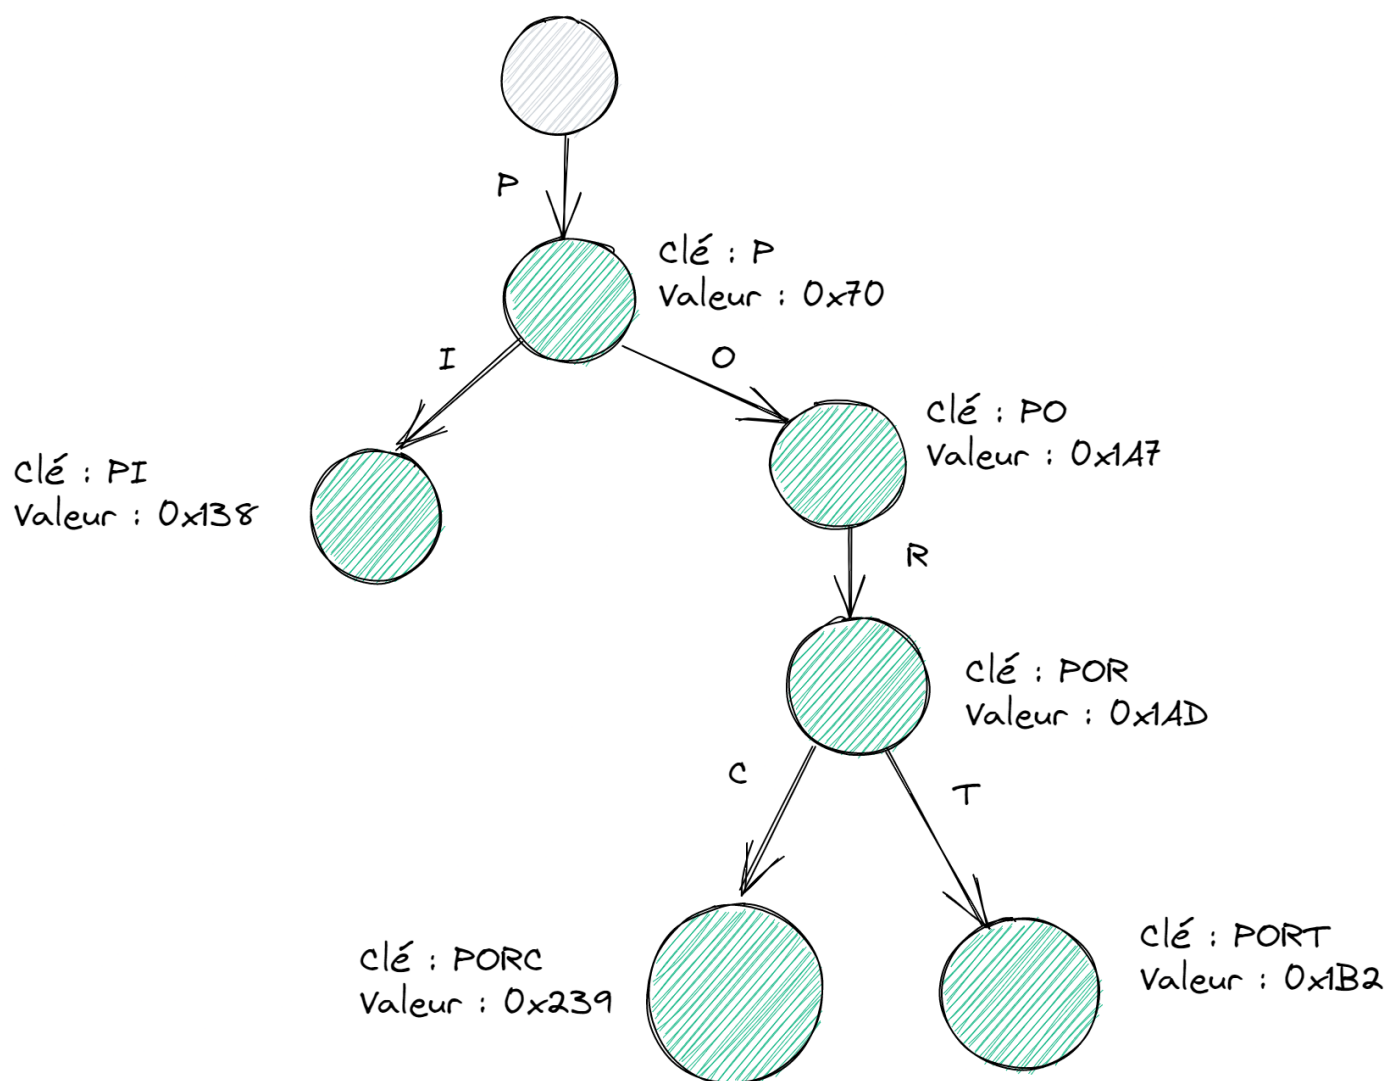 P
Clé : P
Valeur : 0x70
I
O
Clé : PO
Valeur : 0x1A7
Clé : PI
Valeur : 0x138
R
Clé : POR
Valeur : 0x1AD
C
T
Clé : PORC
Valeur : 0x239
Clé : PORT
Valeur : 0x1B2